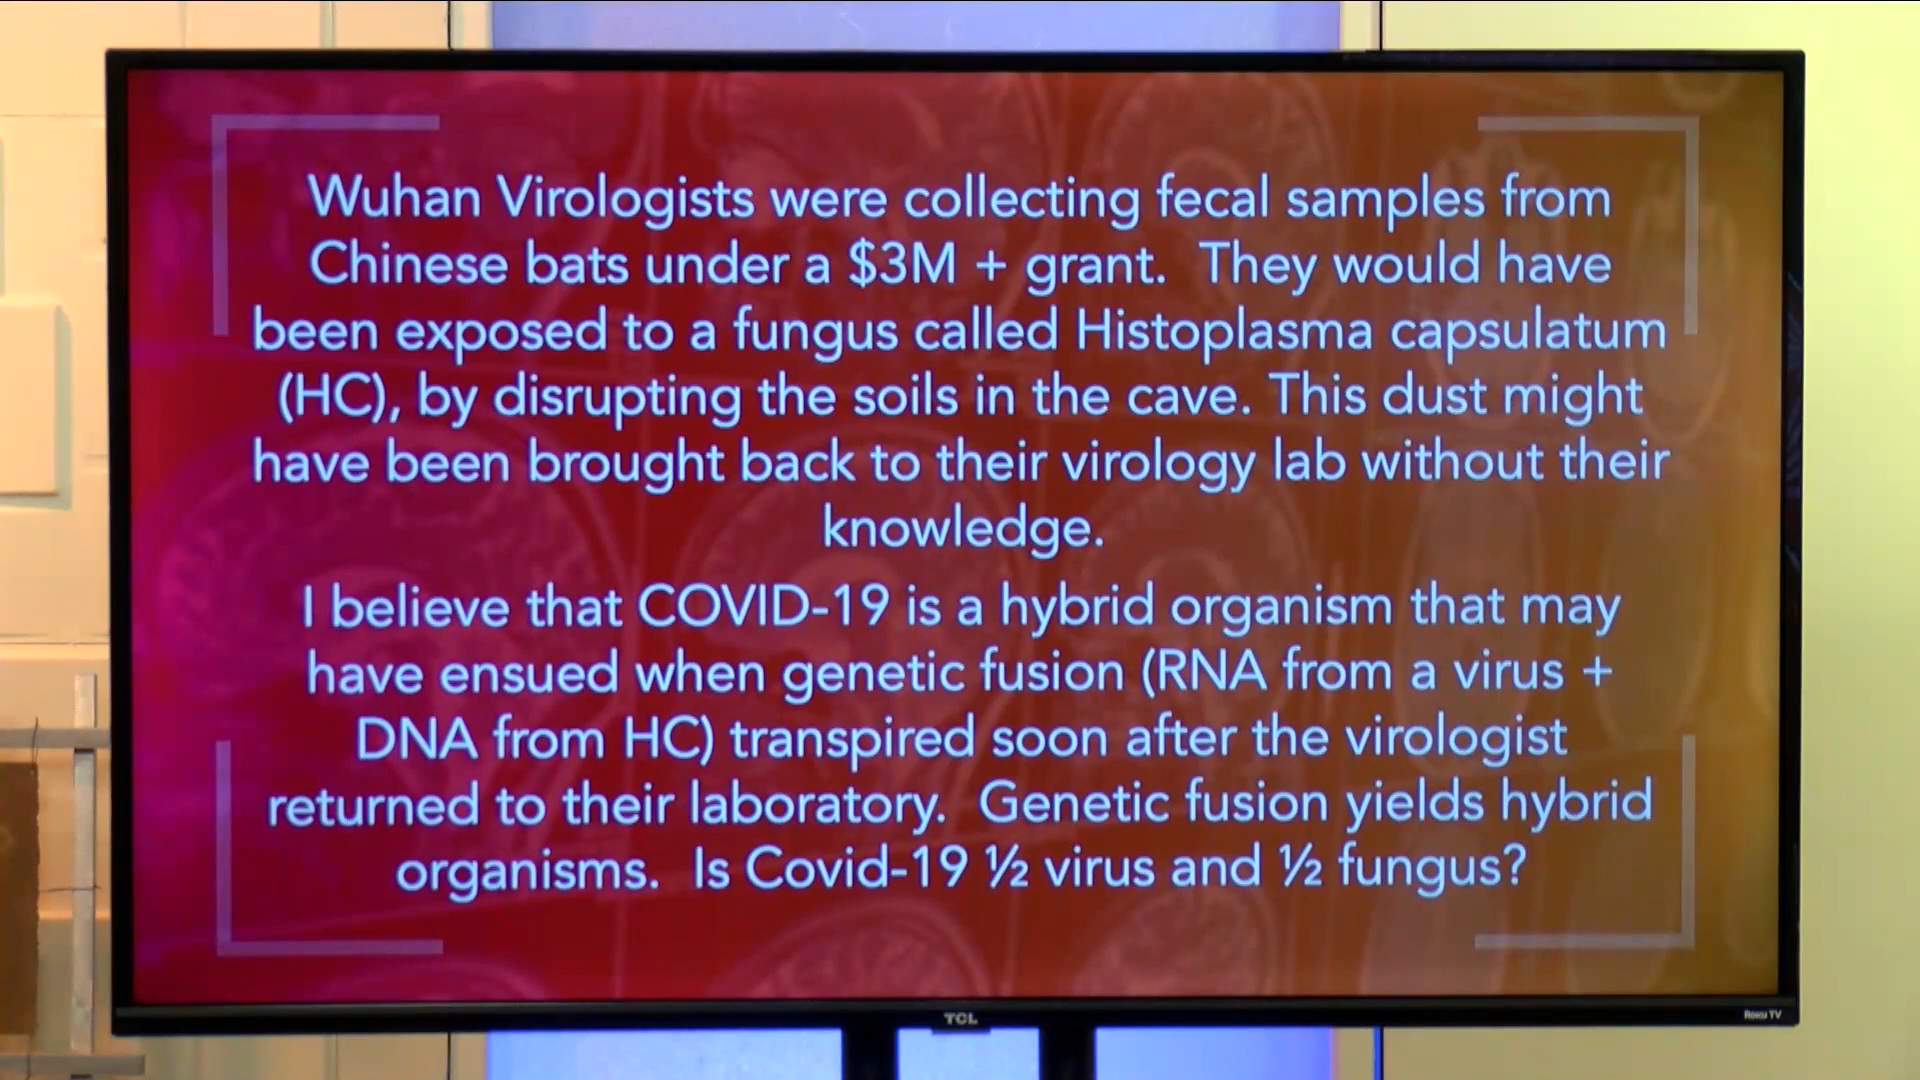 Wuhan Virologists were collecting fecal samples from
Chinese bats under a $3M + grant.  They would have
been exposed to a fungus called Histoplasma capsulatum
(HC), by disrupting the soils in the cave. This dust might
have been brought back to their virology lab without their
knowledge.
I believe that COVID-19 is a hybrid organism that may
have ensued when genetic fusion (RNA from a virus +
DNA from HC) transpired soon after the virologist
returned to their laboratory.  Genetic fusion yields hybrid
organisms.  Is Covid-19 ½ virus and ½ fungus?
TCL
Roku TV